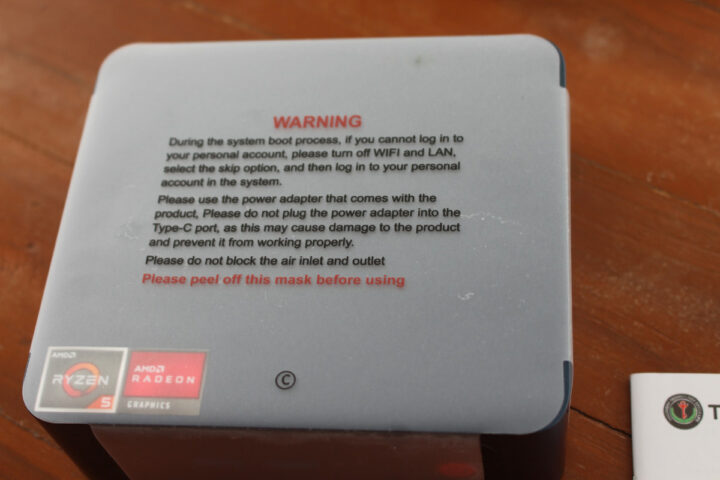 WARNING
During the system boot process, if you cannot log in to
your personal account, please turn off WIFI and LAN,
select the skip option, and then log in to your personal
account in the system.
Please use the power adapter that comes with the
product, Please do not plug the power adapter into the
Type-C port, as this may cause damage to the product
and prevent it from working properly.
Please do not block the air inlet and outlet
Please peel off this mask before using
AMD
RYZEN
5
AMD
RADEON
GRAPHICS
©
T